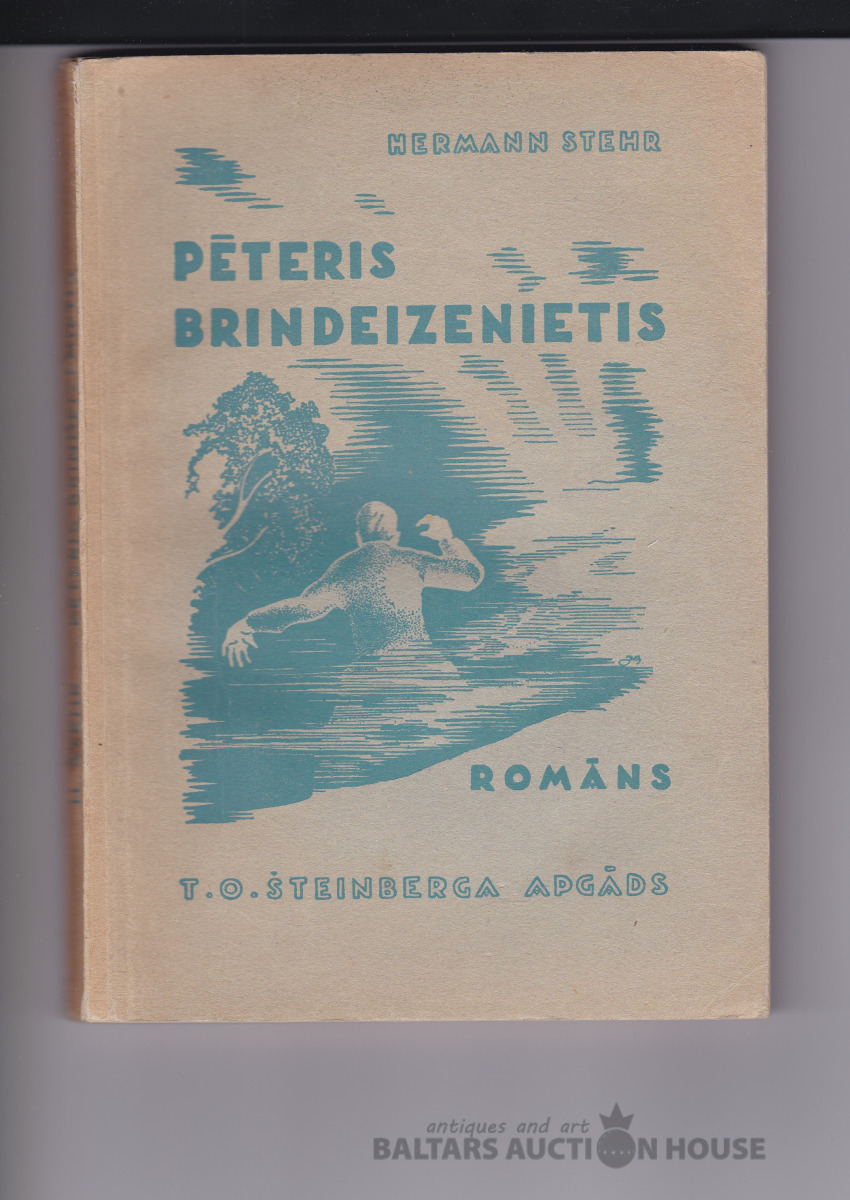 HERMANN STEHR
PĒTERIS
BRINDEIZENIETIS
ROMĀNS
T.O.ŠTEINBERGA APGĀDS
antiques and art
BALTARS AUCTION HOUSE